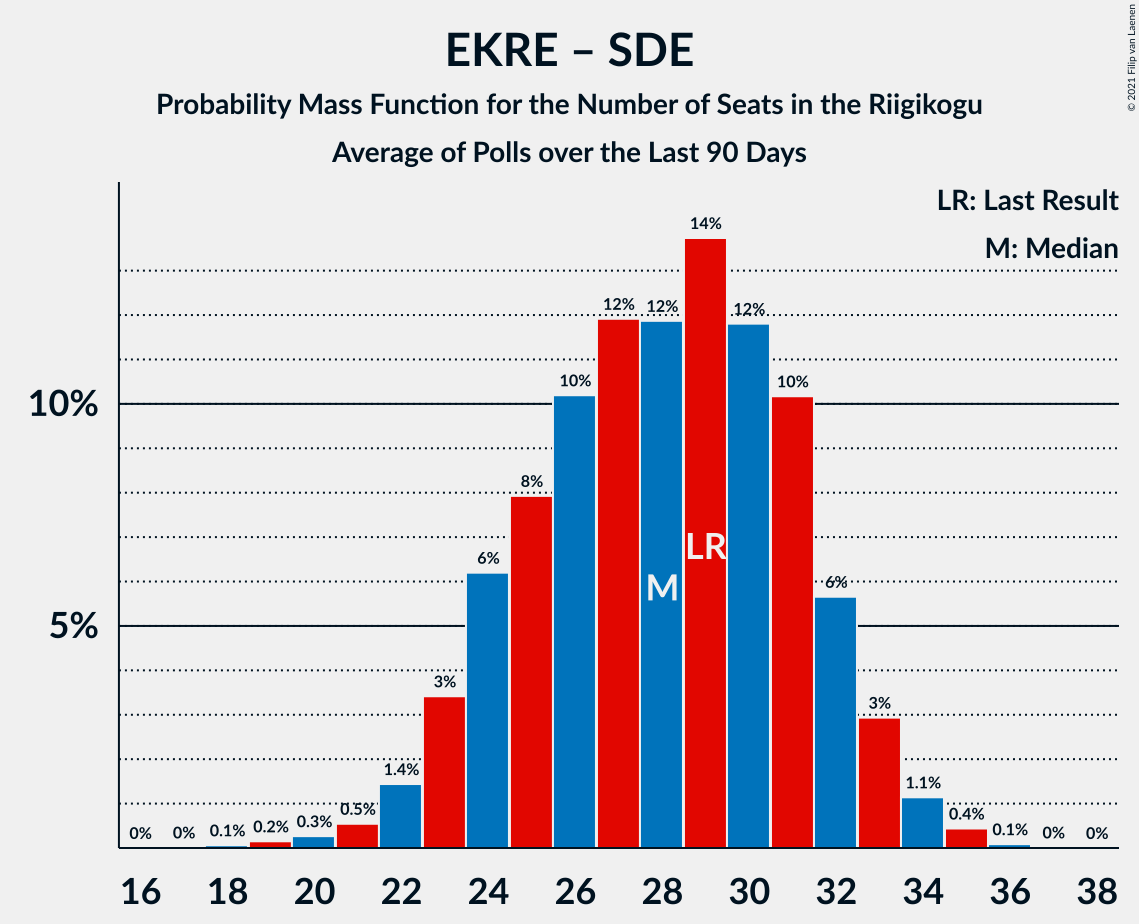 EKRE – SDE
Probability Mass Function for the Number of Seats in the Riigikogu
Average of Polls over the Last 90 Days
© 2021 Filip van Laenen
LR: Last Result
M: Median
10%
5%
0%
0%
0.1%
0.2%
0.3%
0.5%
1.4%
3%
6%
8%
10%
12%
12%
14%
12%
10%
6%
3%
1.1%
0.4%
0.1%
0%
0%
M
LR
16 18 20 22 24 26 28 30 32 34 36 38